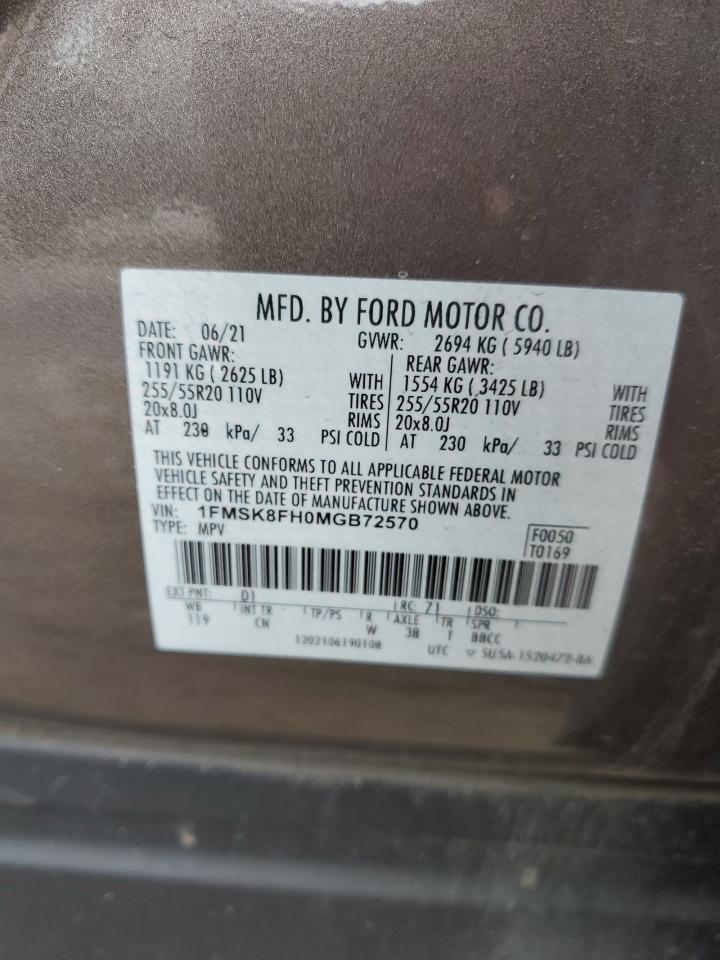 MFD. BY FORD MOTOR CO.
DATE: 06/21 GVWR: 2694 KG ( 5940 LB)
FRONT GAWR: REAR GAWR:
1191 KG ( 2625 LB) WITH 1554 KG ( 3425 LB) WITH
255/55R20 110V TIRES 255/55R20 110V TIRES
20x8.0J RIMS 20x8.0J RIMS
AT 230 kPa/ 33 PSI COLD AT 230 kPa/ 33 PSI COLD
THIS VEHICLE CONFORMS TO ALL APPLICABLE FEDERAL MOTOR
VEHICLE SAFETY AND THEFT PREVENTION STANDARDS IN
EFFECT ON THE DATE OF MANUFACTURE SHOWN ABOVE.
VIN: 1FMSK8FH0MGB72570
TYPE: MPV F0050
T0169
EXT PNT: D1 RC: 71 DSO:
WB INT TR TP/PS R AXLE TR SPR
119 CN W 38 T BBCC
1202106190108 UTC 5U5A-1520472-BA